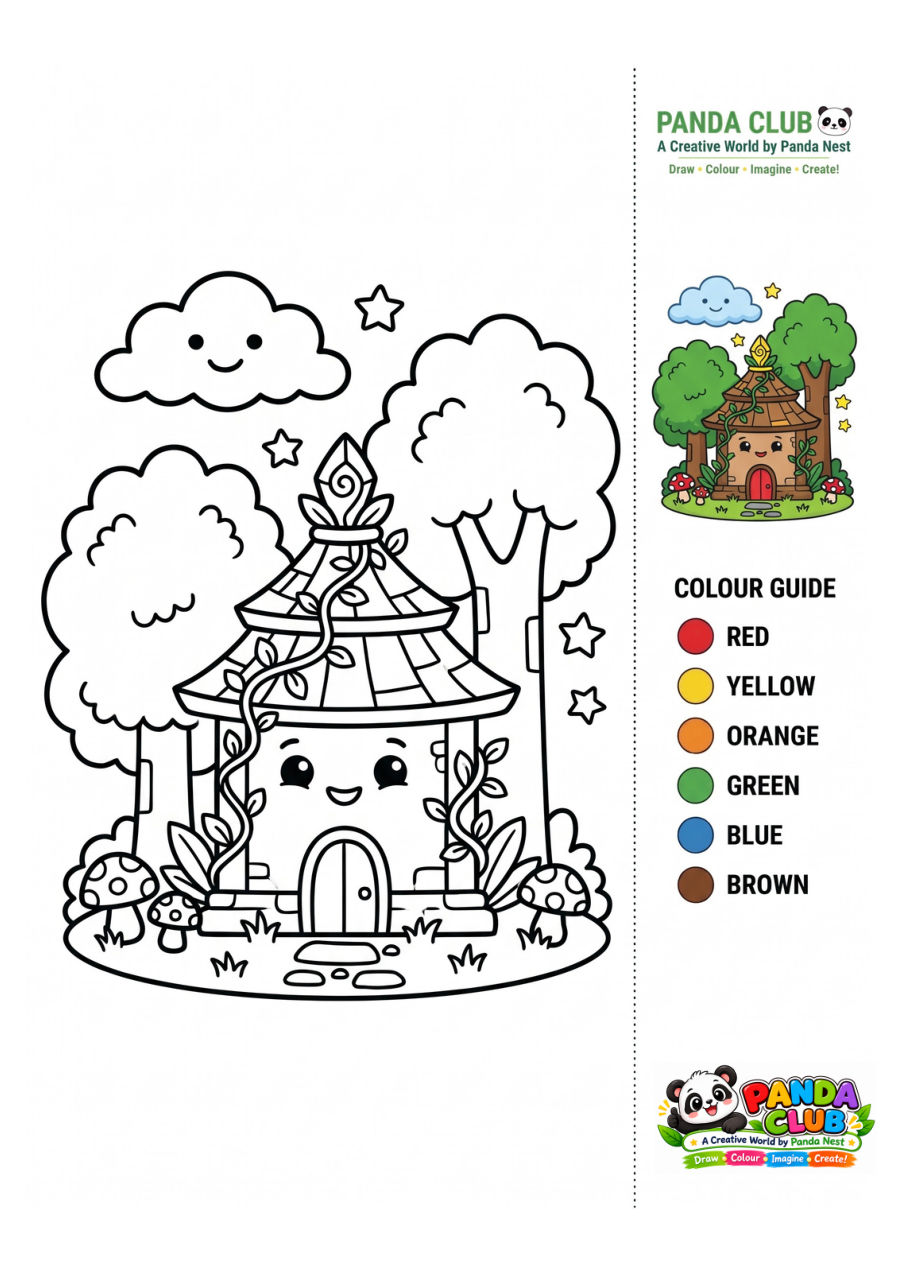 PANDA CLUB
A Creative World by Panda Nest
Draw • Colour • Imagine • Create!
COLOUR GUIDE
RED
YELLOW
ORANGE
GREEN
BLUE
BROWN
PANDA
CLUB
A Creative World by Panda Nest
Draw • Colour • Imagine • Create!